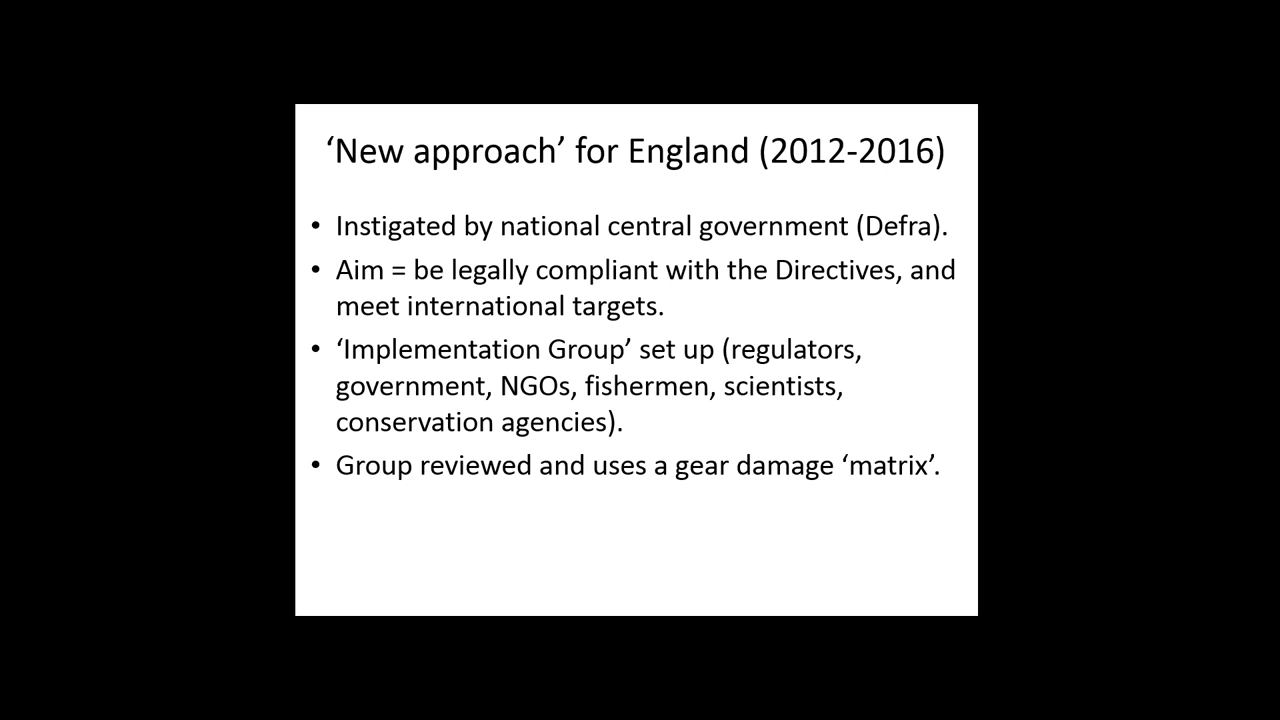 ‘New approach’ for England (2012-2016)
• Instigated by national central government (Defra).
• Aim = be legally compliant with the Directives, and
meet international targets.
• ‘Implementation Group’ set up (regulators,
government, NGOs, fishermen, scientists,
conservation agencies).
• Group reviewed and uses a gear damage ‘matrix’.